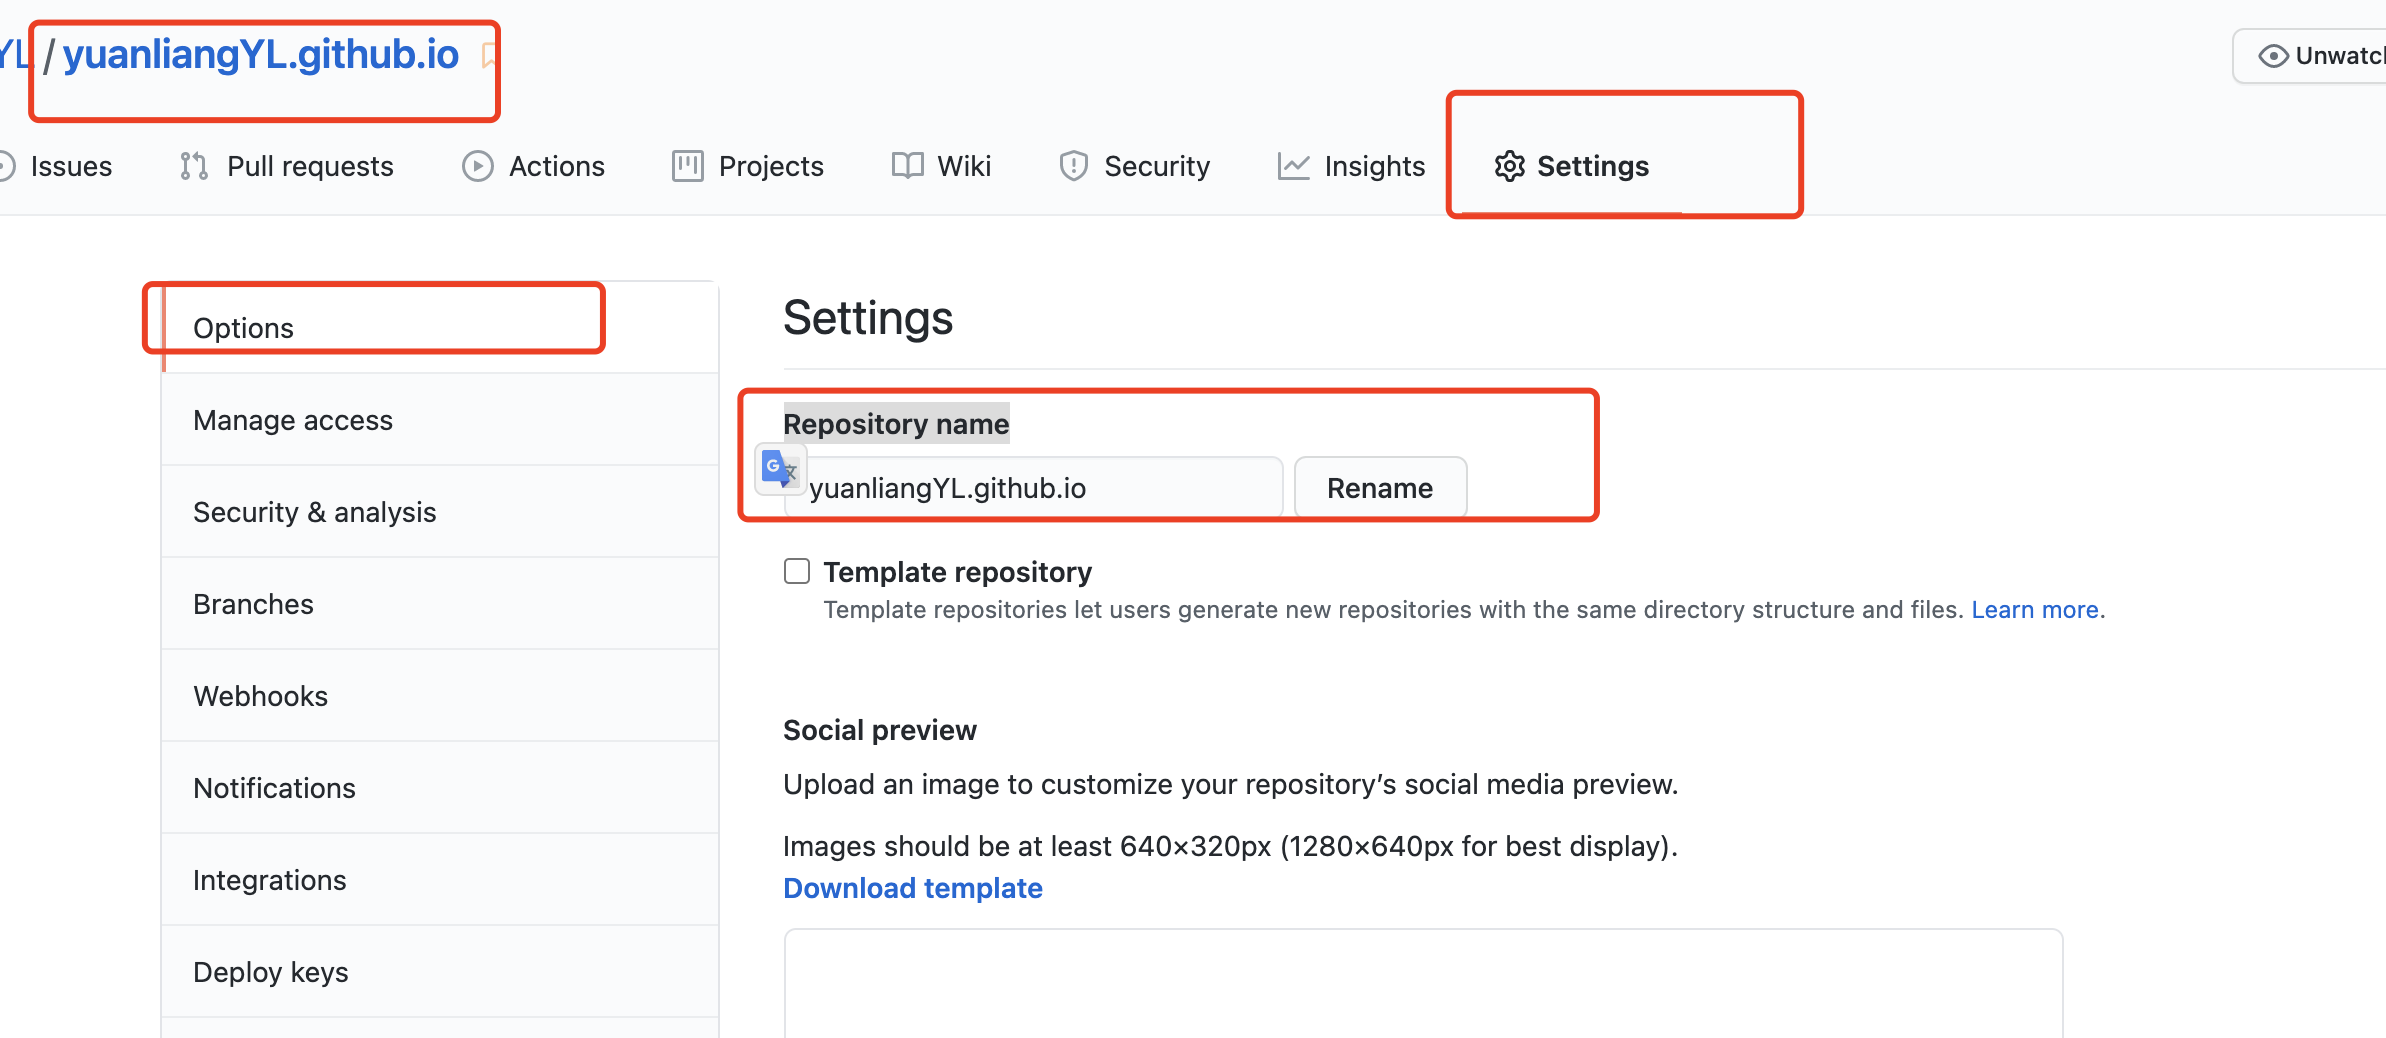 YL / yuanliangYL.github.io
Unwatch
Issues Pull requests Actions Projects Wiki Security Insights Settings
Options
Manage access
Security & analysis
Branches
Webhooks
Notifications
Integrations
Deploy keys
Settings
Repository name
yuanliangYL.github.io Rename
Template repository
Template repositories let users generate new repositories with the same directory structure and files. Learn more.
Social preview
Upload an image to customize your repository’s social media preview.
Images should be at least 640×320px (1280×640px for best display).
Download template